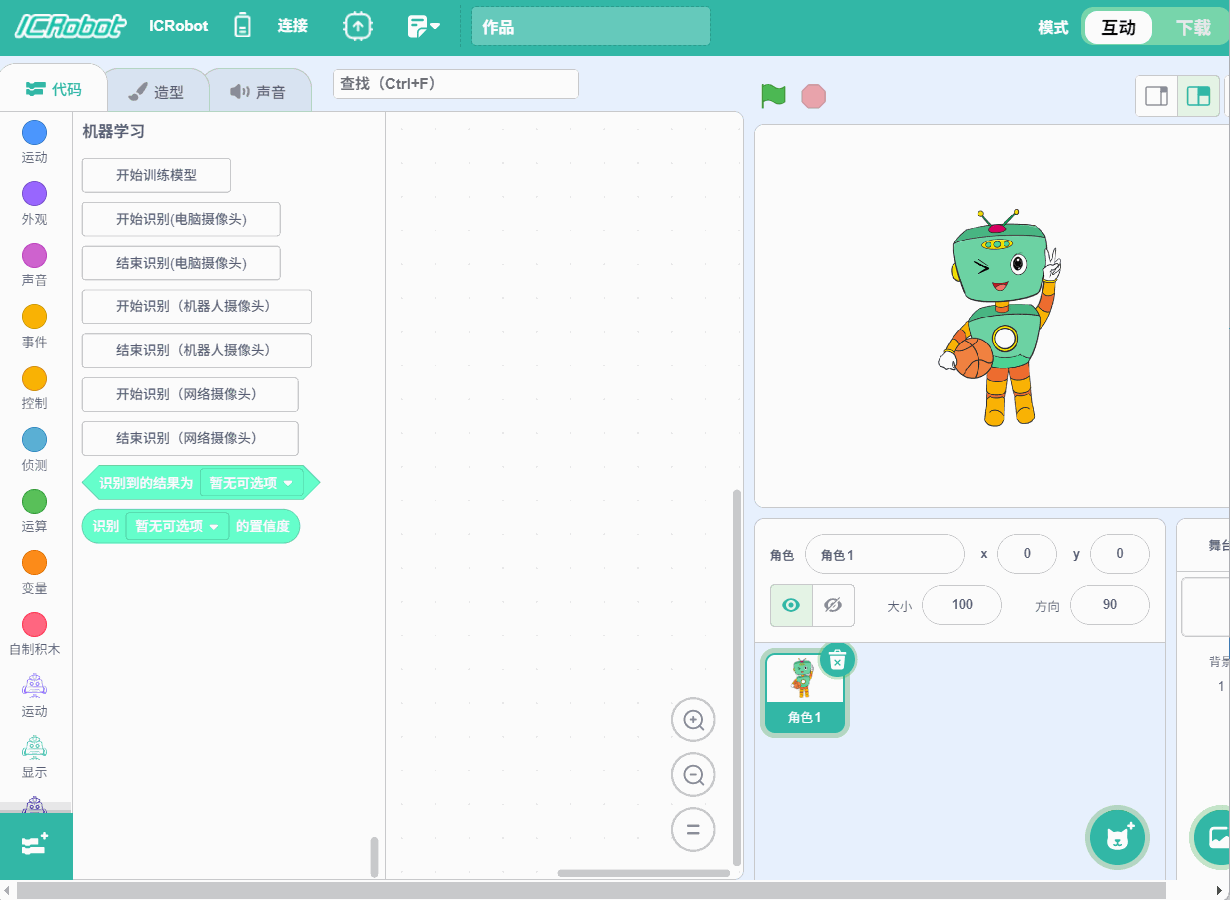 ICRobot ICRobot 连接 作品 模式 互动 下载
代码 造型 声音 查找（Ctrl+F）
机器学习
运动
外观
声音
事件
控制
侦测
运算
变量
自制积木
运动
显示
开始训练模型
开始识别(电脑摄像头)
结束识别(电脑摄像头)
开始识别（机器人摄像头）
结束识别（机器人摄像头）
开始识别（网络摄像头）
结束识别（网络摄像头）
识别到的结果为 暂无可选项
识别 暂无可选项 的置信度
角色 角色1 x 0 y 0
大小 100 方向 90
角色1
舞台
背景
1